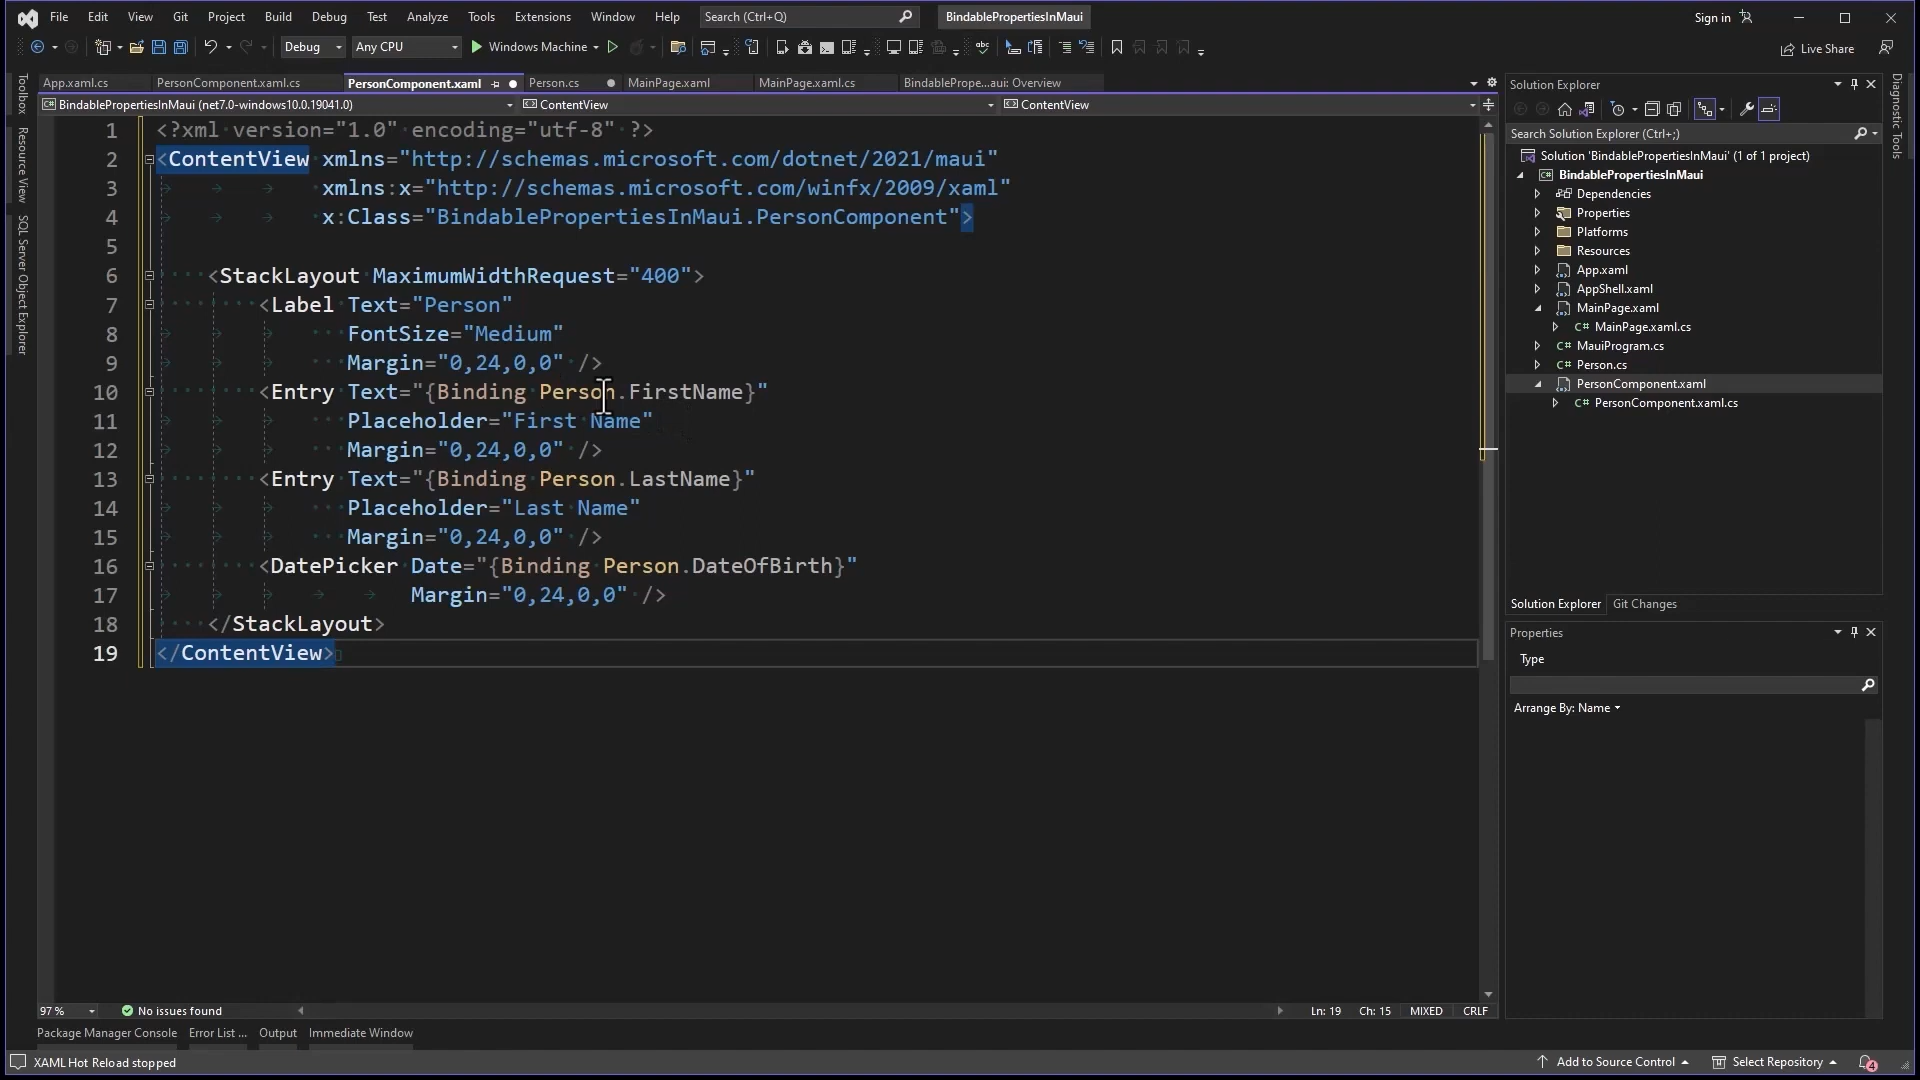 File Edit View Git Project Build Debug Test Analyze Tools Extensions Window Help Search (Ctrl+Q) BindablePropertiesInMaui Sign in
Debug Any CPU Windows Machine Live Share
App.xaml.cs PersonComponent.xaml.cs PersonComponent.xaml Person.cs MainPage.xaml MainPage.xaml.cs BindablePrope...aui: Overview
BindablePropertiesInMaui (net7.0-windows10.0.19041.0) ContentView ContentView
Toolbox
Resource View
SQL Server Object Explorer
1 <?xml version="1.0" encoding="utf-8" ?>
2 <ContentView xmlns="http://schemas.microsoft.com/dotnet/2021/maui"
3 xmlns:x="http://schemas.microsoft.com/winfx/2009/xaml"
4 x:Class="BindablePropertiesInMaui.PersonComponent">
5
6 <StackLayout MaximumWidthRequest="400">
7 <Label Text="Person"
8 FontSize="Medium"
9 Margin="0,24,0,0" />
10 <Entry Text="{Binding Person.FirstName}"
11 Placeholder="First Name"
12 Margin="0,24,0,0" />
13 <Entry Text="{Binding Person.LastName}"
14 Placeholder="Last Name"
15 Margin="0,24,0,0" />
16 <DatePicker Date="{Binding Person.DateOfBirth}"
17 Margin="0,24,0,0" />
18 </StackLayout>
19 </ContentView>
Solution Explorer
Search Solution Explorer (Ctrl+;)
Solution 'BindablePropertiesInMaui' (1 of 1 project)
BindablePropertiesInMaui
Dependencies
Properties
Platforms
Resources
App.xaml
AppShell.xaml
MainPage.xaml
C# MainPage.xaml.cs
C# MauiProgram.cs
C# Person.cs
PersonComponent.xaml
C# PersonComponent.xaml.cs
Solution Explorer Git Changes
Properties
Type
Arrange By: Name
Diagnostic Tools
97 % No issues found Ln: 19 Ch: 15 MIXED CRLF
Package Manager Console Error List ... Output Immediate Window
XAML Hot Reload stopped Add to Source Control Select Repository 4